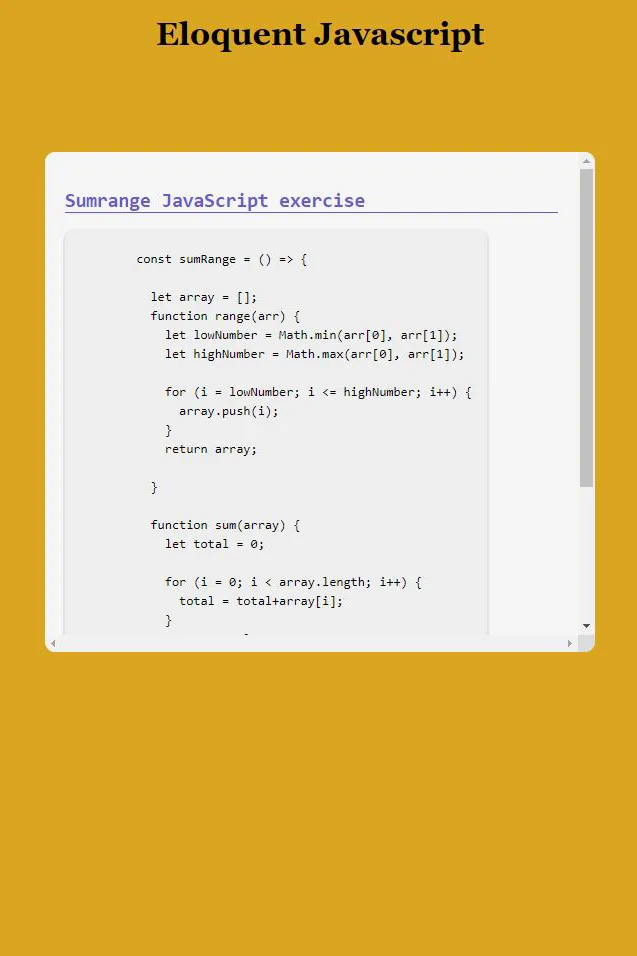 Eloquent Javascript
Sumrange JavaScript exercise
const sumRange = () => {
let array = [];
function range(arr) {
let lowNumber = Math.min(arr[0], arr[1]);
let highNumber = Math.max(arr[0], arr[1]);
for (i = lowNumber; i <= highNumber; i++) {
array.push(i);
}
return array;
}
function sum(array) {
let total = 0;
for (i = 0; i < array.length; i++) {
total = total+array[i];
}